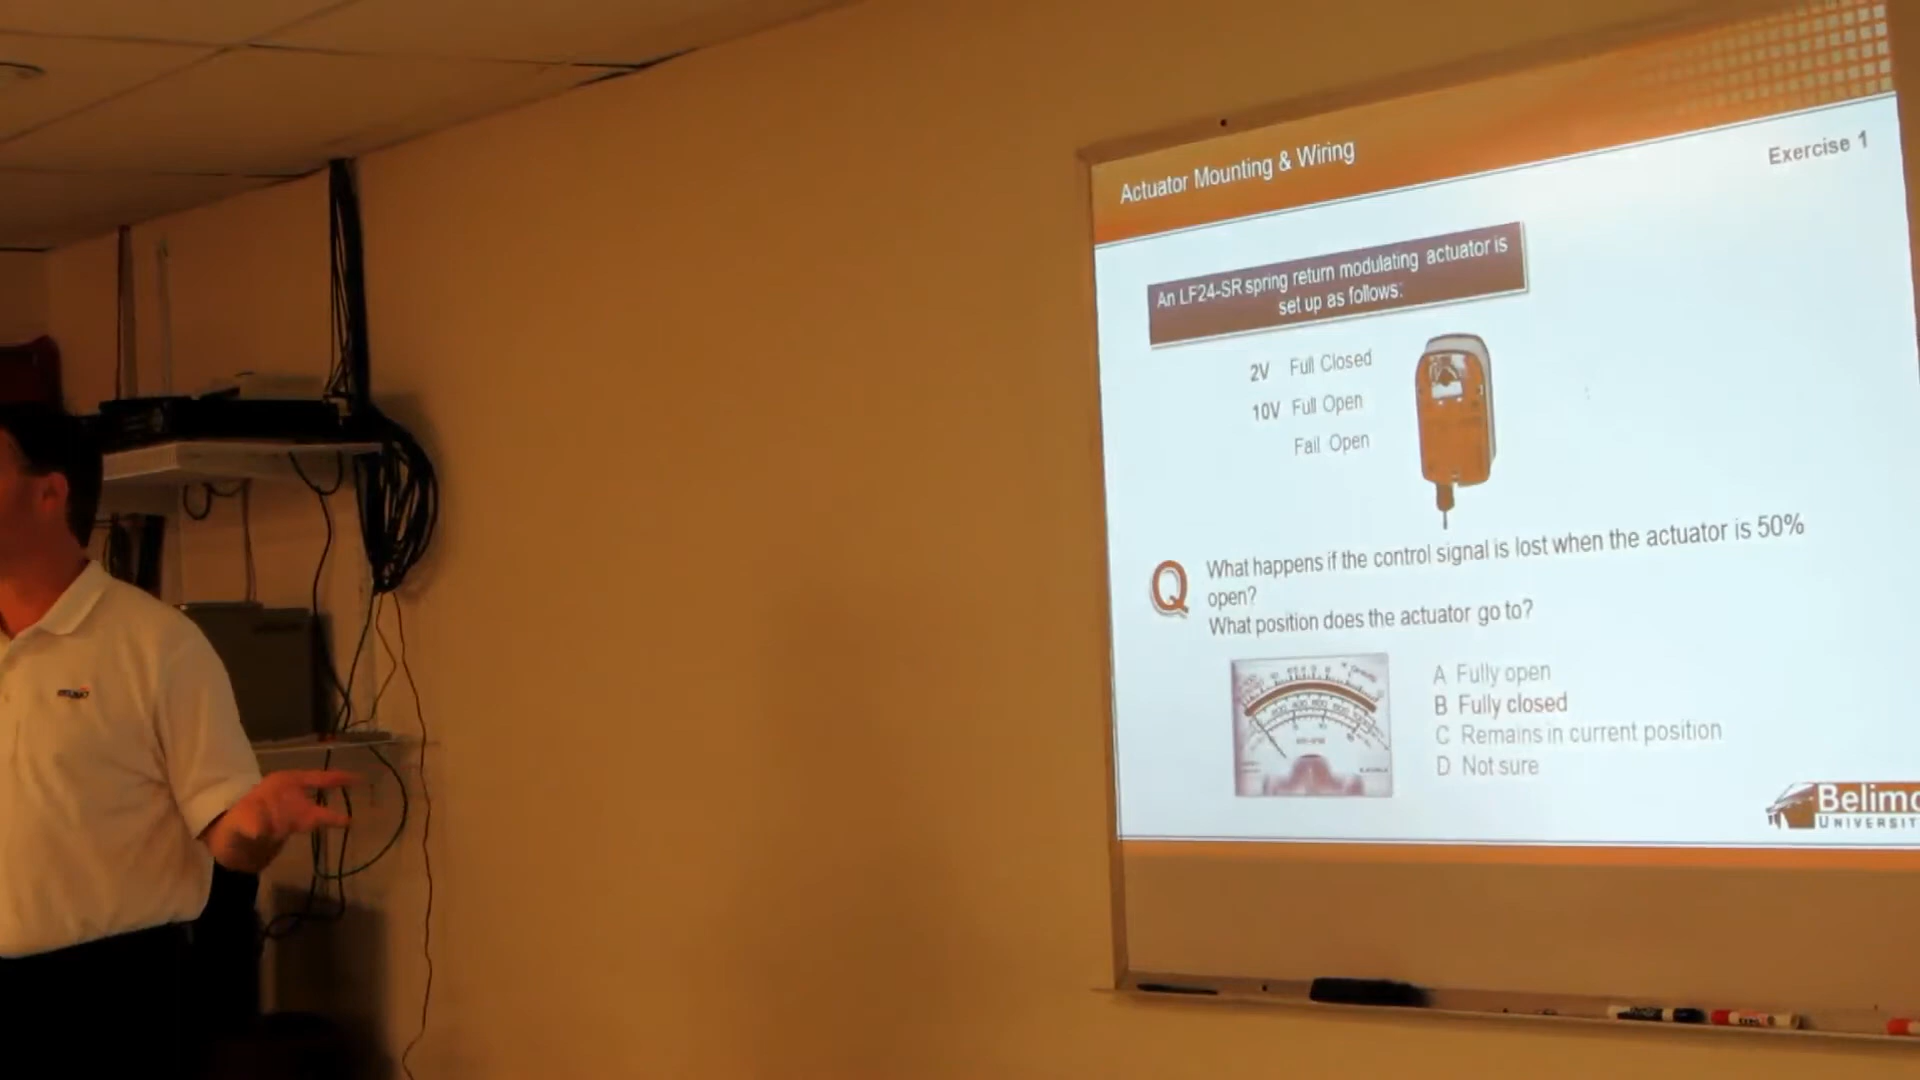 Actuator Mounting & Wiring
Exercise 1
An LF24-SR spring return modulating actuator is
set up as follows:
2V Full Closed
10V Full Open
Fail Open
Q
What happens if the control signal is lost when the actuator is 50%
open?
What position does the actuator go to?
A Fully open
B Fully closed
C Remains in current position
D Not sure
Belimo
UNIVERSIT